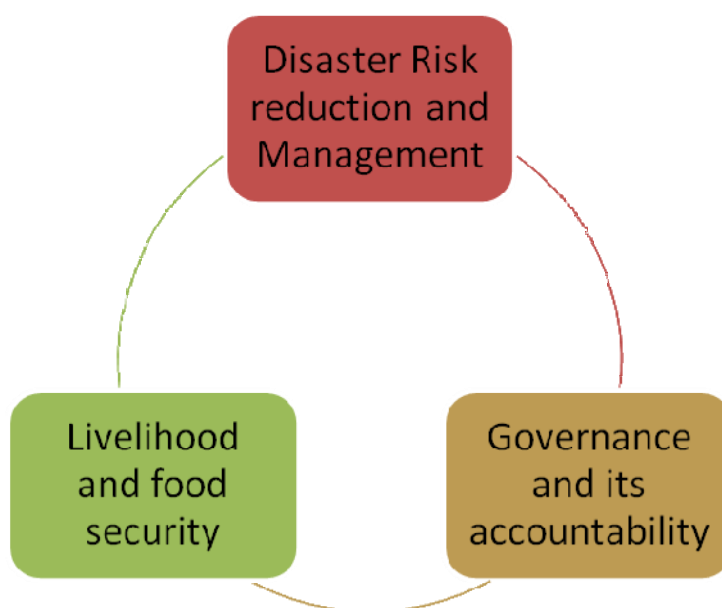 Disaster Risk
reduction and
Management
Livelihood
and food
security
Governance
and its
accountability